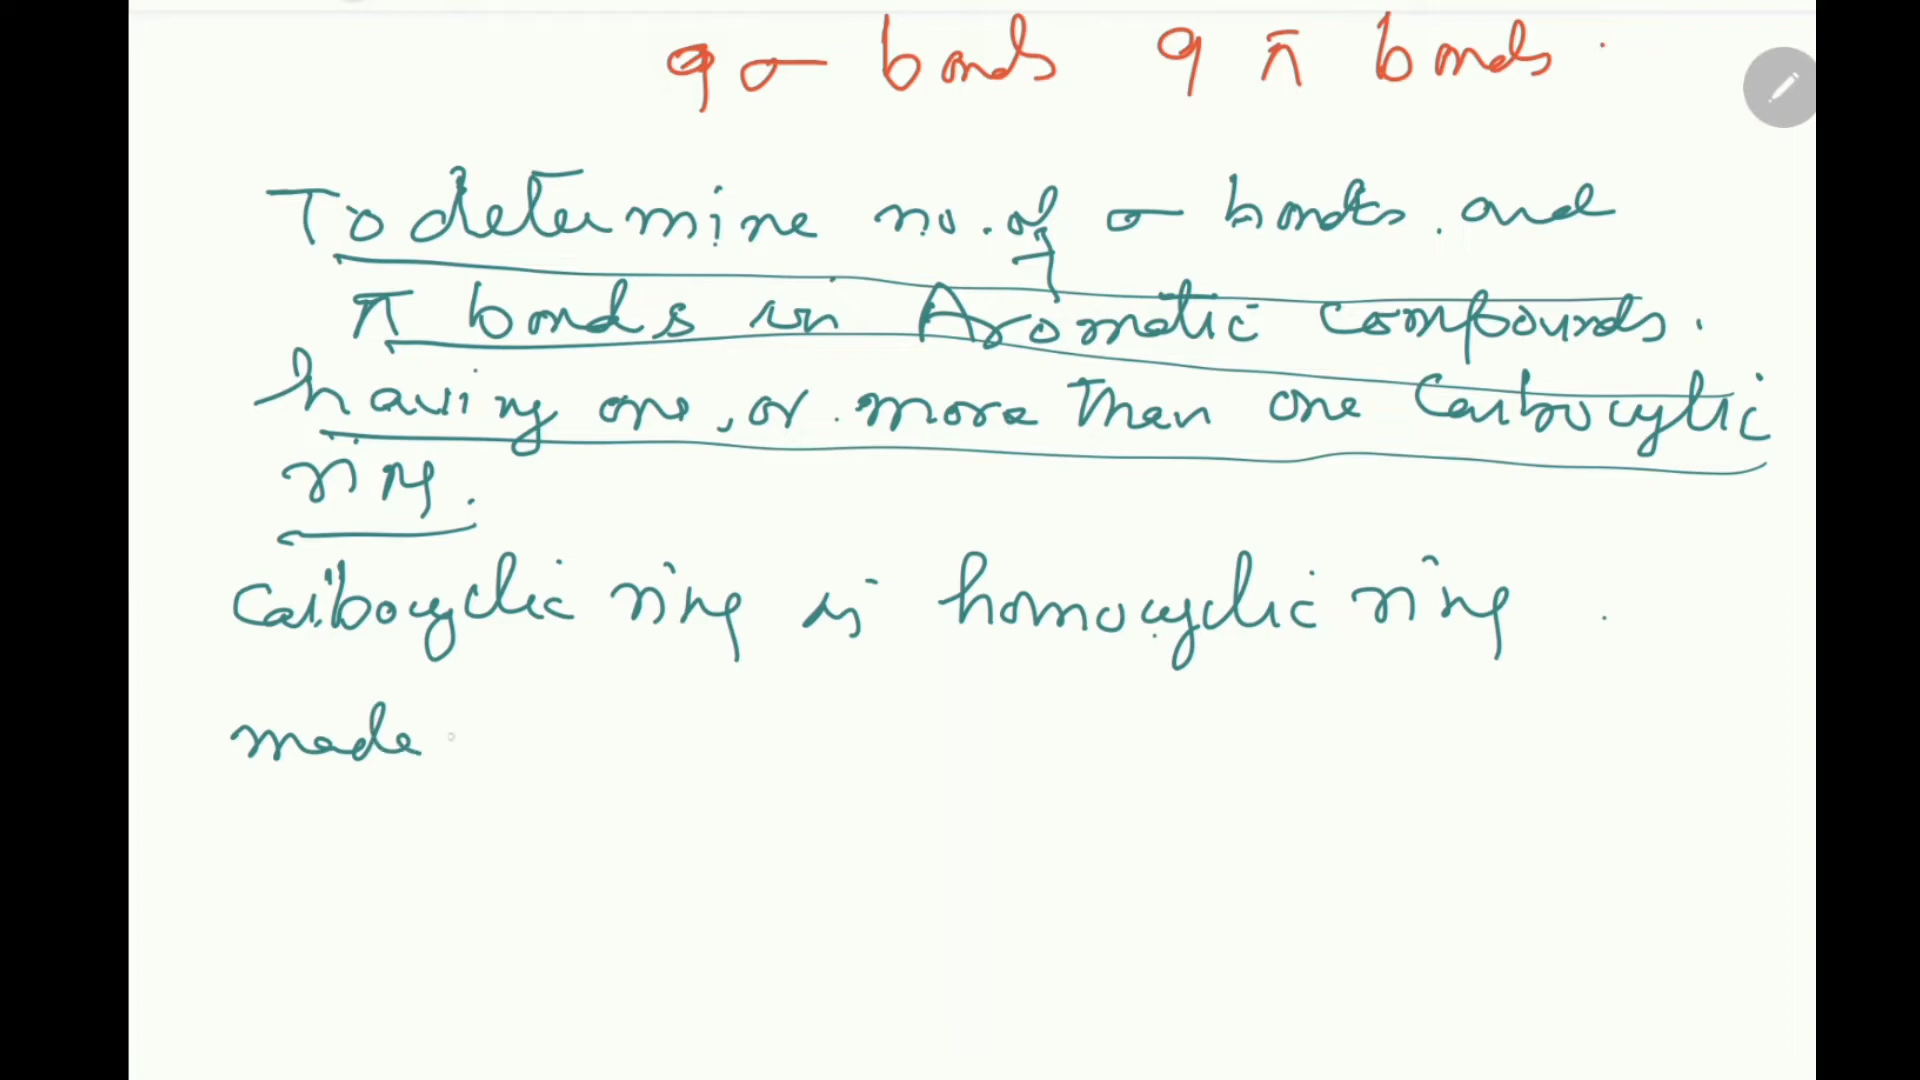 9 σ bonds 9 π bonds.
To determine no. of σ bonds. and
π bonds in Aromatic compounds.
having one, or more than one Carbocyclic
ring.
Carbocyclic ring is homocyclic ring
made